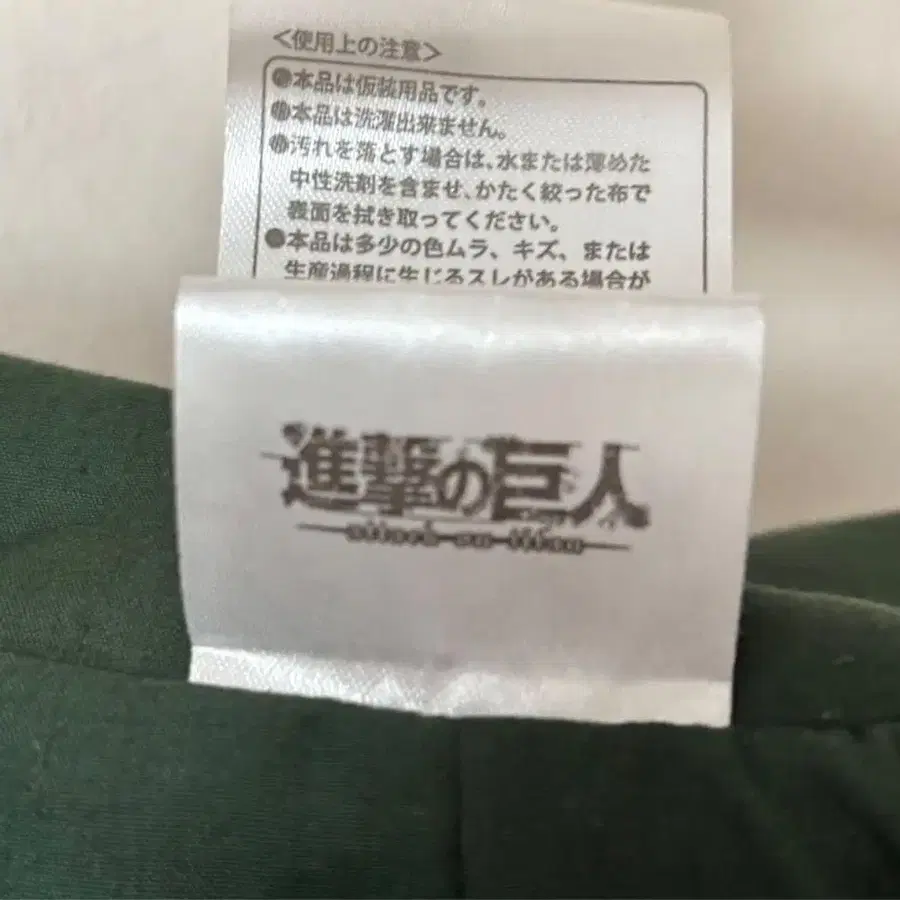 <使用上の注意>
●本品は仮装用品です。
●本品は洗濯出来ません。
●汚れを落とす場合は、水または薄めた
中性洗剤を含ませ、かたく絞った布で
表面を拭き取ってください。
●本品は多少の色ムラ、キズ、または
生産過程に生じるスレがある場合が
進撃の巨人
attack on titan